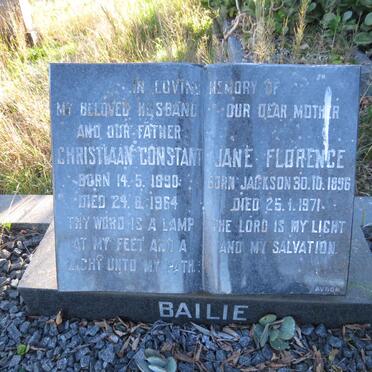 IN LOVING MEMORY OF
MY BELOVED HUSBAND
AND OUR FATHER
CHRISTIAAN CONSTANT
BORN 14.5.1890
DIED 24.8.1964
THY WORD IS A LAMP
AT MY FEET AND A
LIGHT UNTO MY PATH.
OUR DEAR MOTHER
JANE FLORENCE
BORN JACKSON 30.10.1896
DIED 25.1.1971
THE LORD IS MY LIGHT
AND MY SALVATION
AVBOB
BAILIE